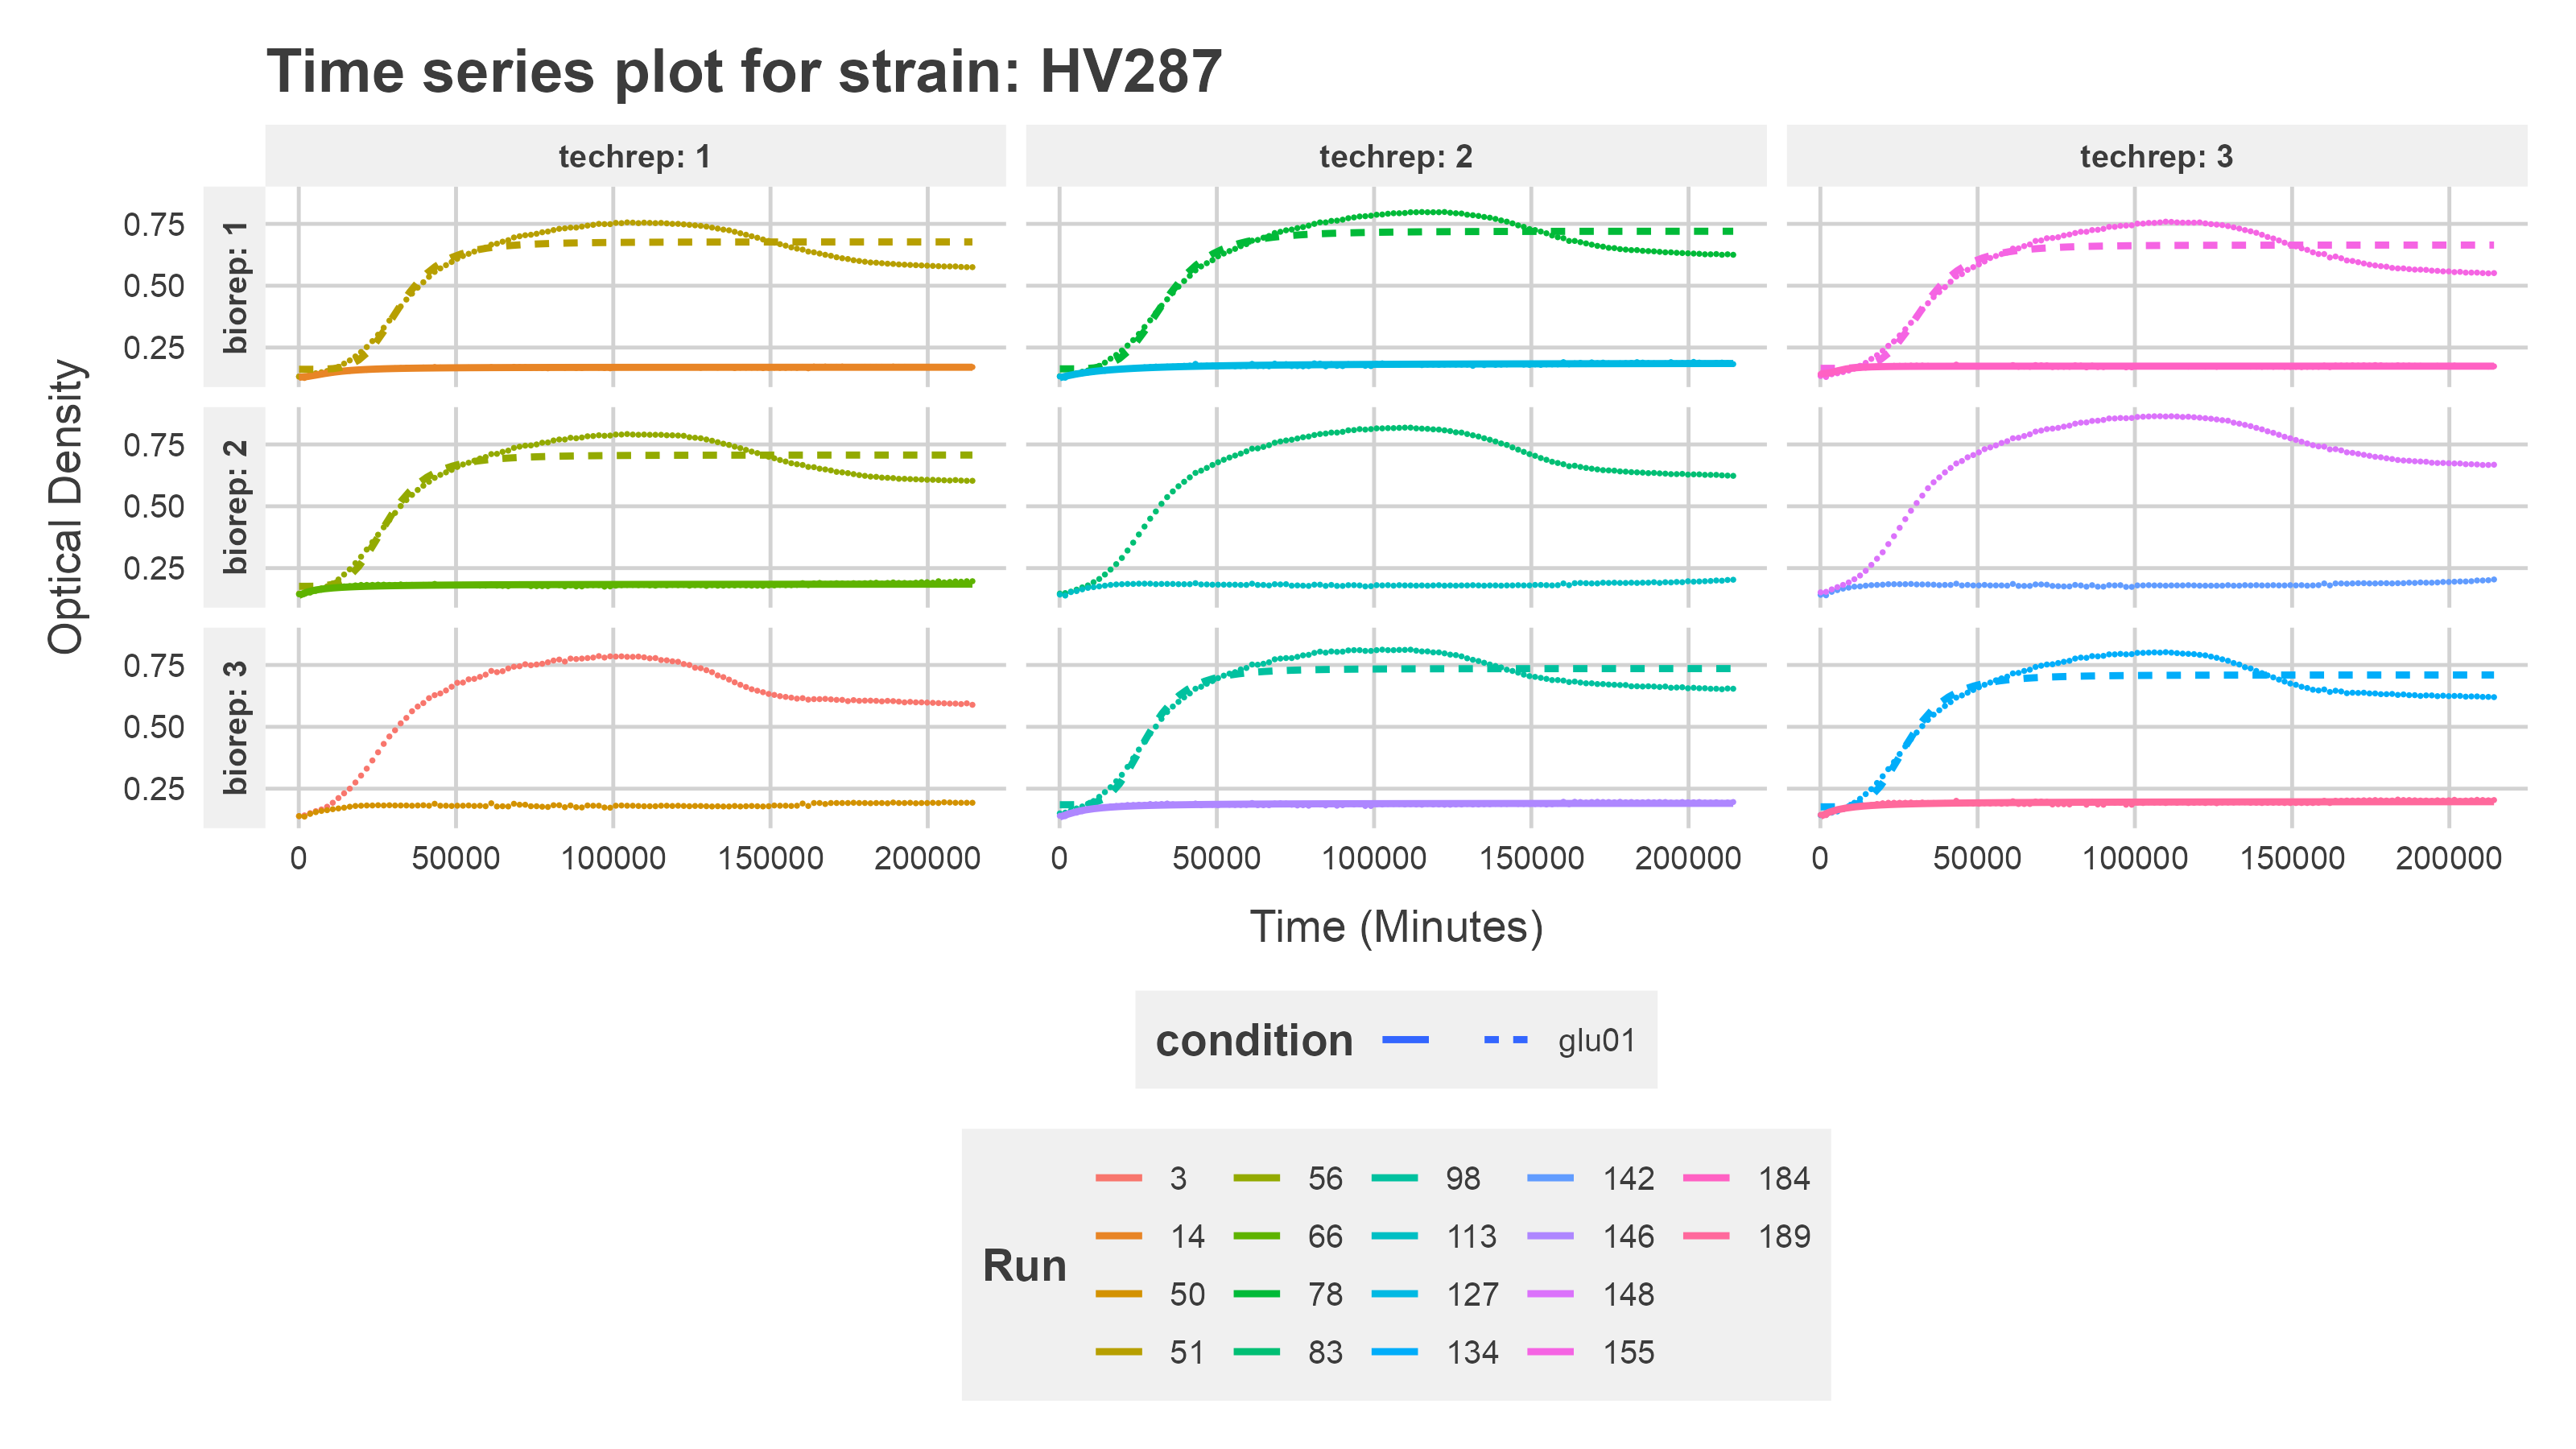 Time series plot for strain: HV287
techrep: 1
techrep: 2
techrep: 3
Optical Density
biorep: 1
0.75
0.50
0.25
biorep: 2
0.75
0.50
0.25
biorep: 3
0.75
0.50
0.25
0 50000 100000 150000 200000
0 50000 100000 150000 200000
0 50000 100000 150000 200000
Time (Minutes)
condition glu01
Run
3 56 98 142 184
14 66 113 146 189
50 78 127 148
51 83 134 155